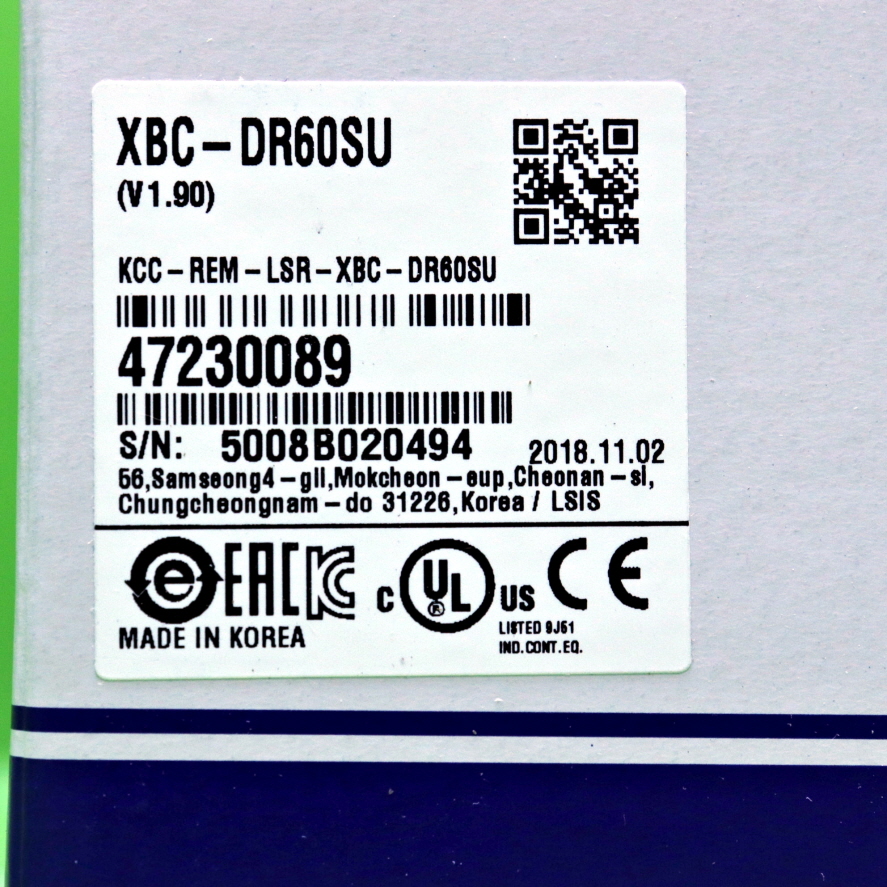 XBC-DR60SU
(V1.90)
KCC-REM-LSR-XBC-DR60SU
47230089
S/N: 5008B020494 2018.11.02
56,Samseong4-gil,Mokcheon-eup,Cheonan-si,
Chungcheongnam-do 31226,Korea / LSIS
e EAC KC C UL ® US CE
MADE IN KOREA
LISTED 9J61
IND.CONT.EQ.